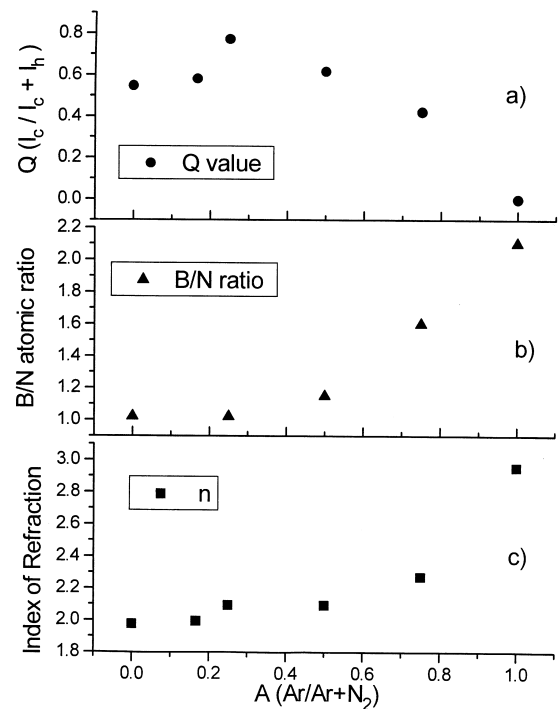 0.8
0.6
0.4
0.2
0.0
Q (I_c / I_c + I_h)
Q value
a)
2.2
2.0
1.8
1.6
1.4
1.2
1.0
B/N atomic ratio
B/N ratio
b)
3.0
2.8
2.6
2.4
2.2
2.0
1.8
Index of Refraction
n
c)
0.0 0.2 0.4 0.6 0.8 1.0
A (Ar/Ar+N₂)